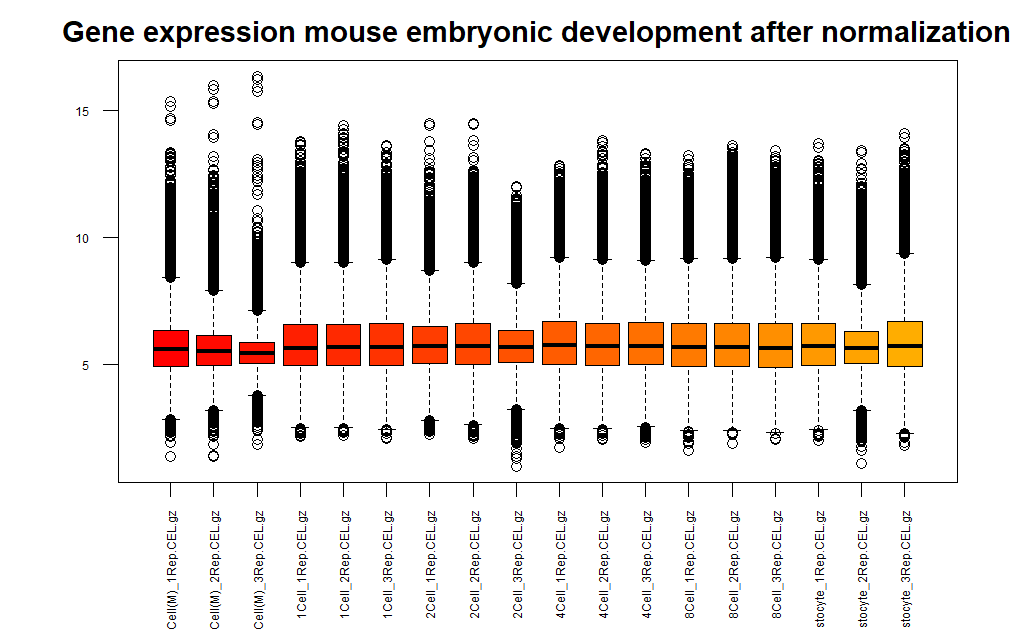 Gene expression mouse embryonic development after normalization
15
10
5
Cell(M)_1Rep.CEL.gz
Cell(M)_2Rep.CEL.gz
Cell(M)_3Rep.CEL.gz
1Cell_1Rep.CEL.gz
1Cell_2Rep.CEL.gz
1Cell_3Rep.CEL.gz
2Cell_1Rep.CEL.gz
2Cell_2Rep.CEL.gz
2Cell_3Rep.CEL.gz
4Cell_1Rep.CEL.gz
4Cell_2Rep.CEL.gz
4Cell_3Rep.CEL.gz
8Cell_1Rep.CEL.gz
8Cell_2Rep.CEL.gz
8Cell_3Rep.CEL.gz
stocyte_1Rep.CEL.gz
stocyte_2Rep.CEL.gz
stocyte_3Rep.CEL.gz